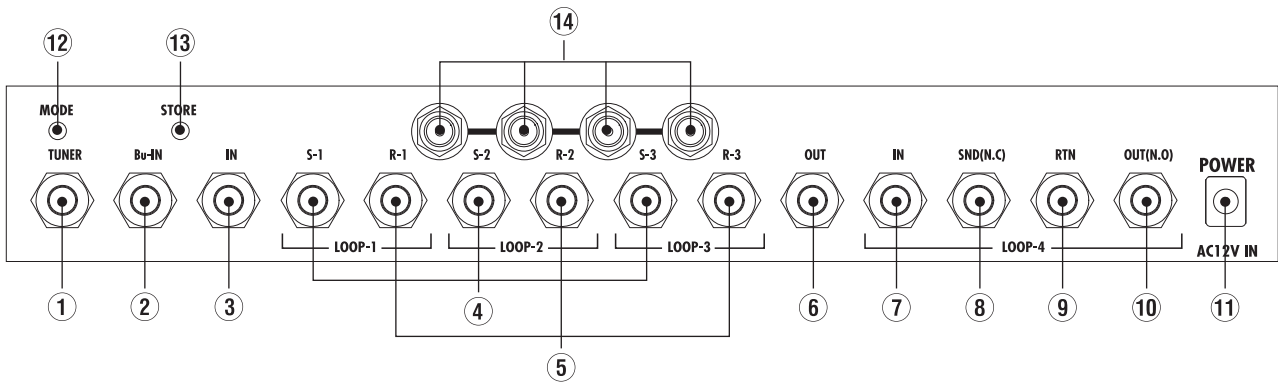 ⑫ ⑬ ⑭
MODE STORE
TUNER Bu-IN IN S-1 R-1 S-2 R-2 S-3 R-3 OUT IN SND(N.C) RTN OUT(N.O) POWER
LOOP-1 LOOP-2 LOOP-3 LOOP-4 AC12V IN
① ② ③ ④ ⑤ ⑥ ⑦ ⑧ ⑨ ⑩ ⑪